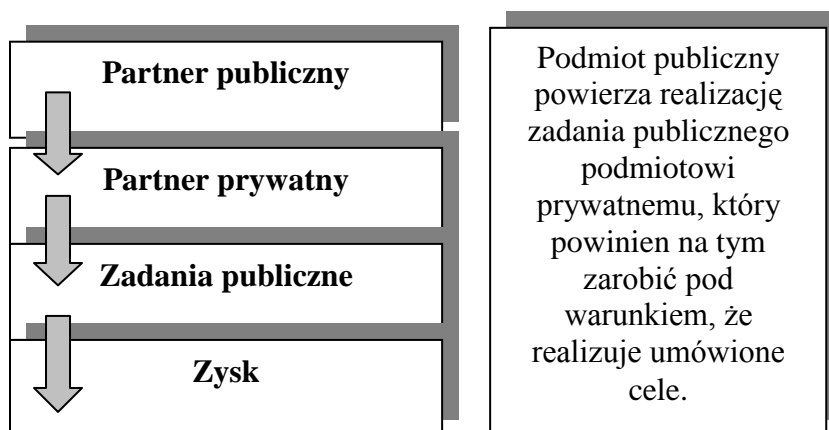 Partner publiczny
Partner prywatny
Zadania publiczne
Zysk
Podmiot publiczny
powierza realizację
zadania publicznego
podmiotowi
prywatnemu, który
powinien na tym
zarobić pod
warunkiem, że
realizuje umówione
cele.